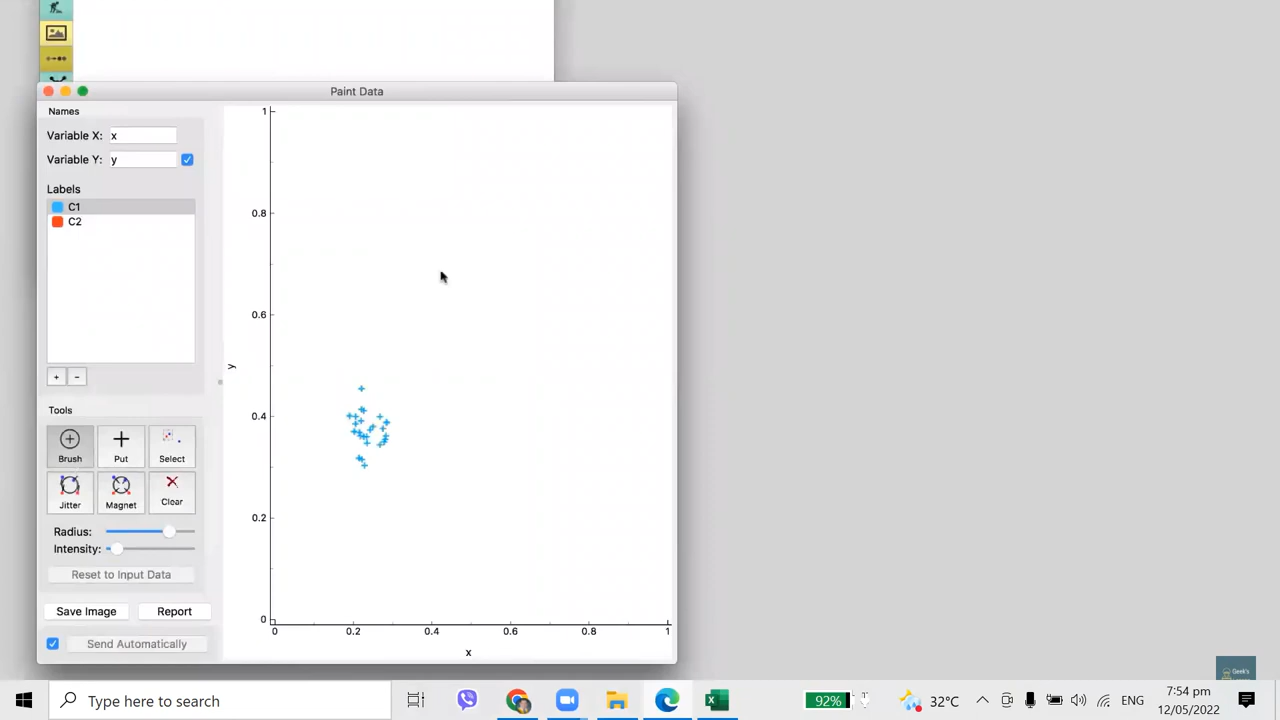 Paint Data
Names
Variable X: x
Variable Y: y
Labels
C1
C2
+ -
Tools
Brush Put Select
Jitter Magnet Clear
Radius:
Intensity:
Reset to Input Data
Save Image Report
Send Automatically
1
0.8
0.6
y
0.4
0.2
0
0 0.2 0.4 0.6 0.8 1
x
Geek's
Type here to search
92% 32°C ENG 7:54 pm
12/05/2022